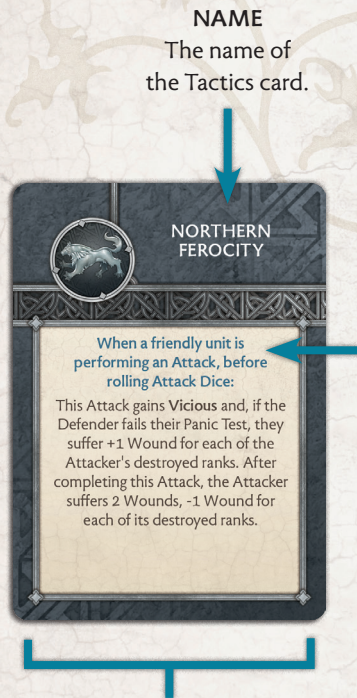 NAME
The name of
the Tactics card.
NORTHERN
FEROCITY
When a friendly unit is
performing an Attack, before
rolling Attack Dice:
This Attack gains Vicious and, if the
Defender fails their Panic Test, they
suffer +1 Wound for each of the
Attacker's destroyed ranks. After
completing this Attack, the Attacker
suffers 2 Wounds, -1 Wound for
each of its destroyed ranks.